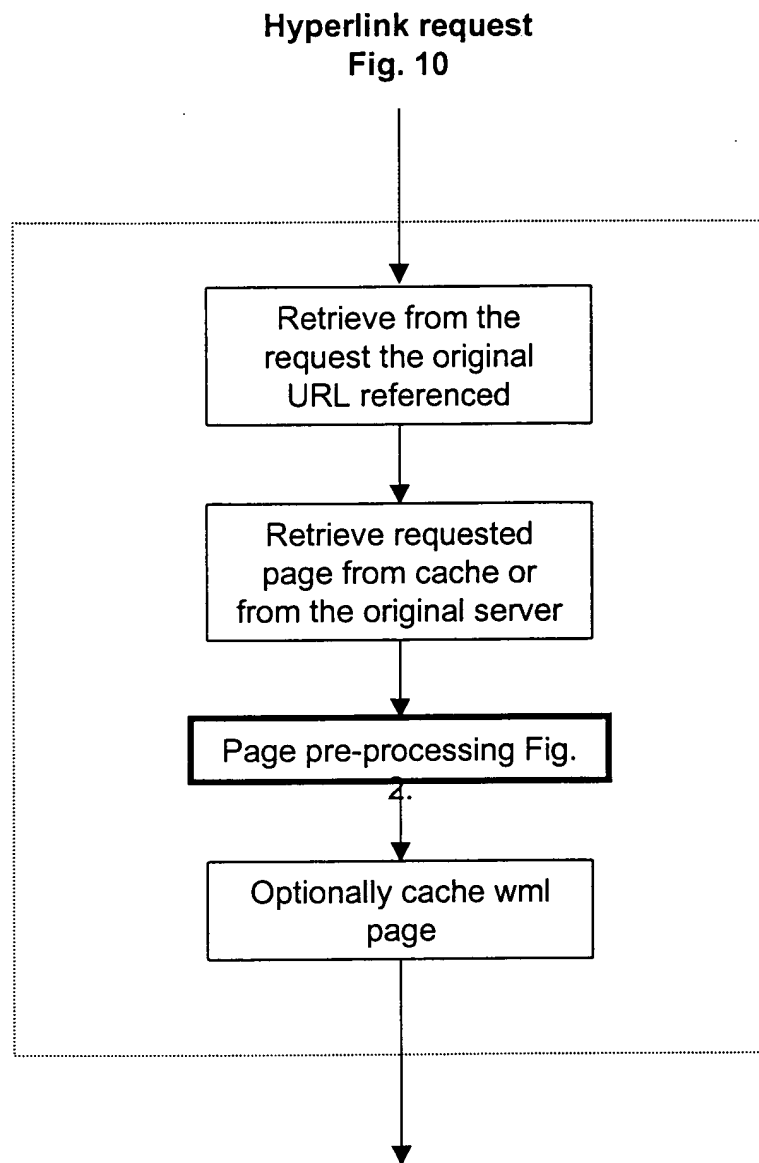 Hyperlink request
Fig. 10
Retrieve from the
request the original
URL referenced
Retrieve requested
page from cache or
from the original server
Page pre-processing Fig.
2.
Optionally cache wml
page